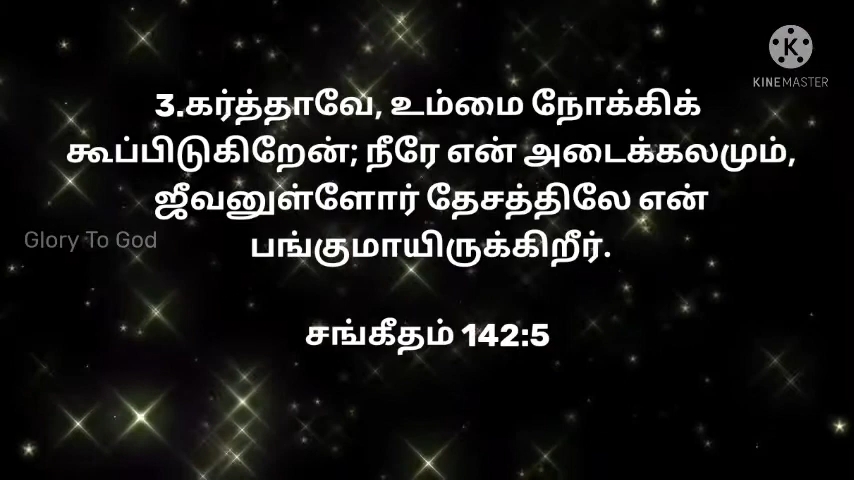 KINEMASTER
3.கர்த்தாவே, உம்மை நோக்கிக்
கூப்பிடுகிறேன்; நீரே என் அடைக்கலமும்,
ஜீவனுள்ளோர் தேசத்திலே என்
Glory To God
பங்குமாயிருக்கிறீர்.
சங்கீதம் 142:5